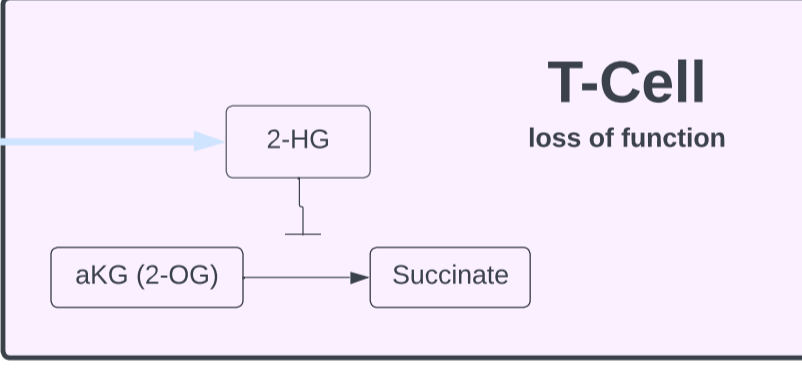 T-Cell
loss of function
2-HG
aKG (2-OG)
Succinate